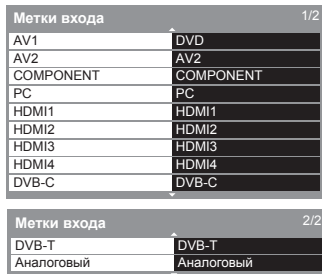 Метки входа 1/2
AV1 DVD
AV2 AV2
COMPONENT COMPONENT
PC PC
HDMI1 HDMI1
HDMI2 HDMI2
HDMI3 HDMI3
HDMI4 HDMI4
DVB-C DVB-C
Метки входа 2/2
DVB-T DVB-T
Аналоговый Аналоговый